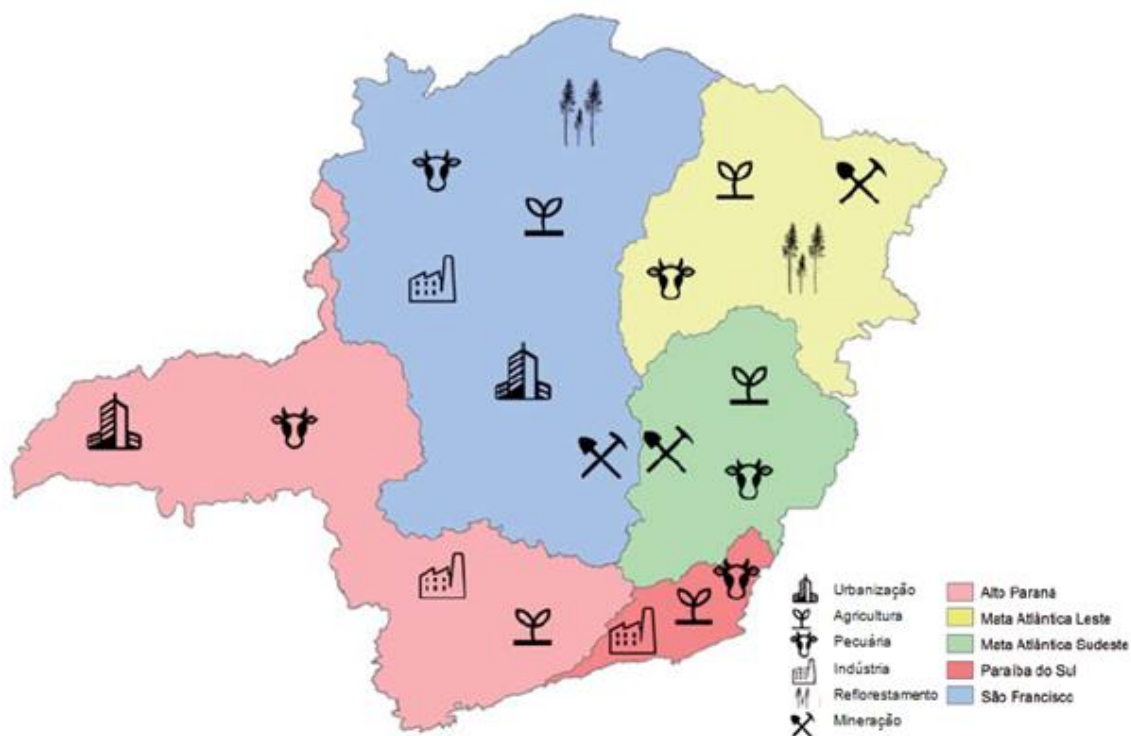 Urbanização
Agricultura
Pecuária
Indústria
Reflorestamento
Mineração
Alto Paraná
Mata Atlântica Leste
Mata Atlântica Sudeste
Paraíba do Sul
São Francisco